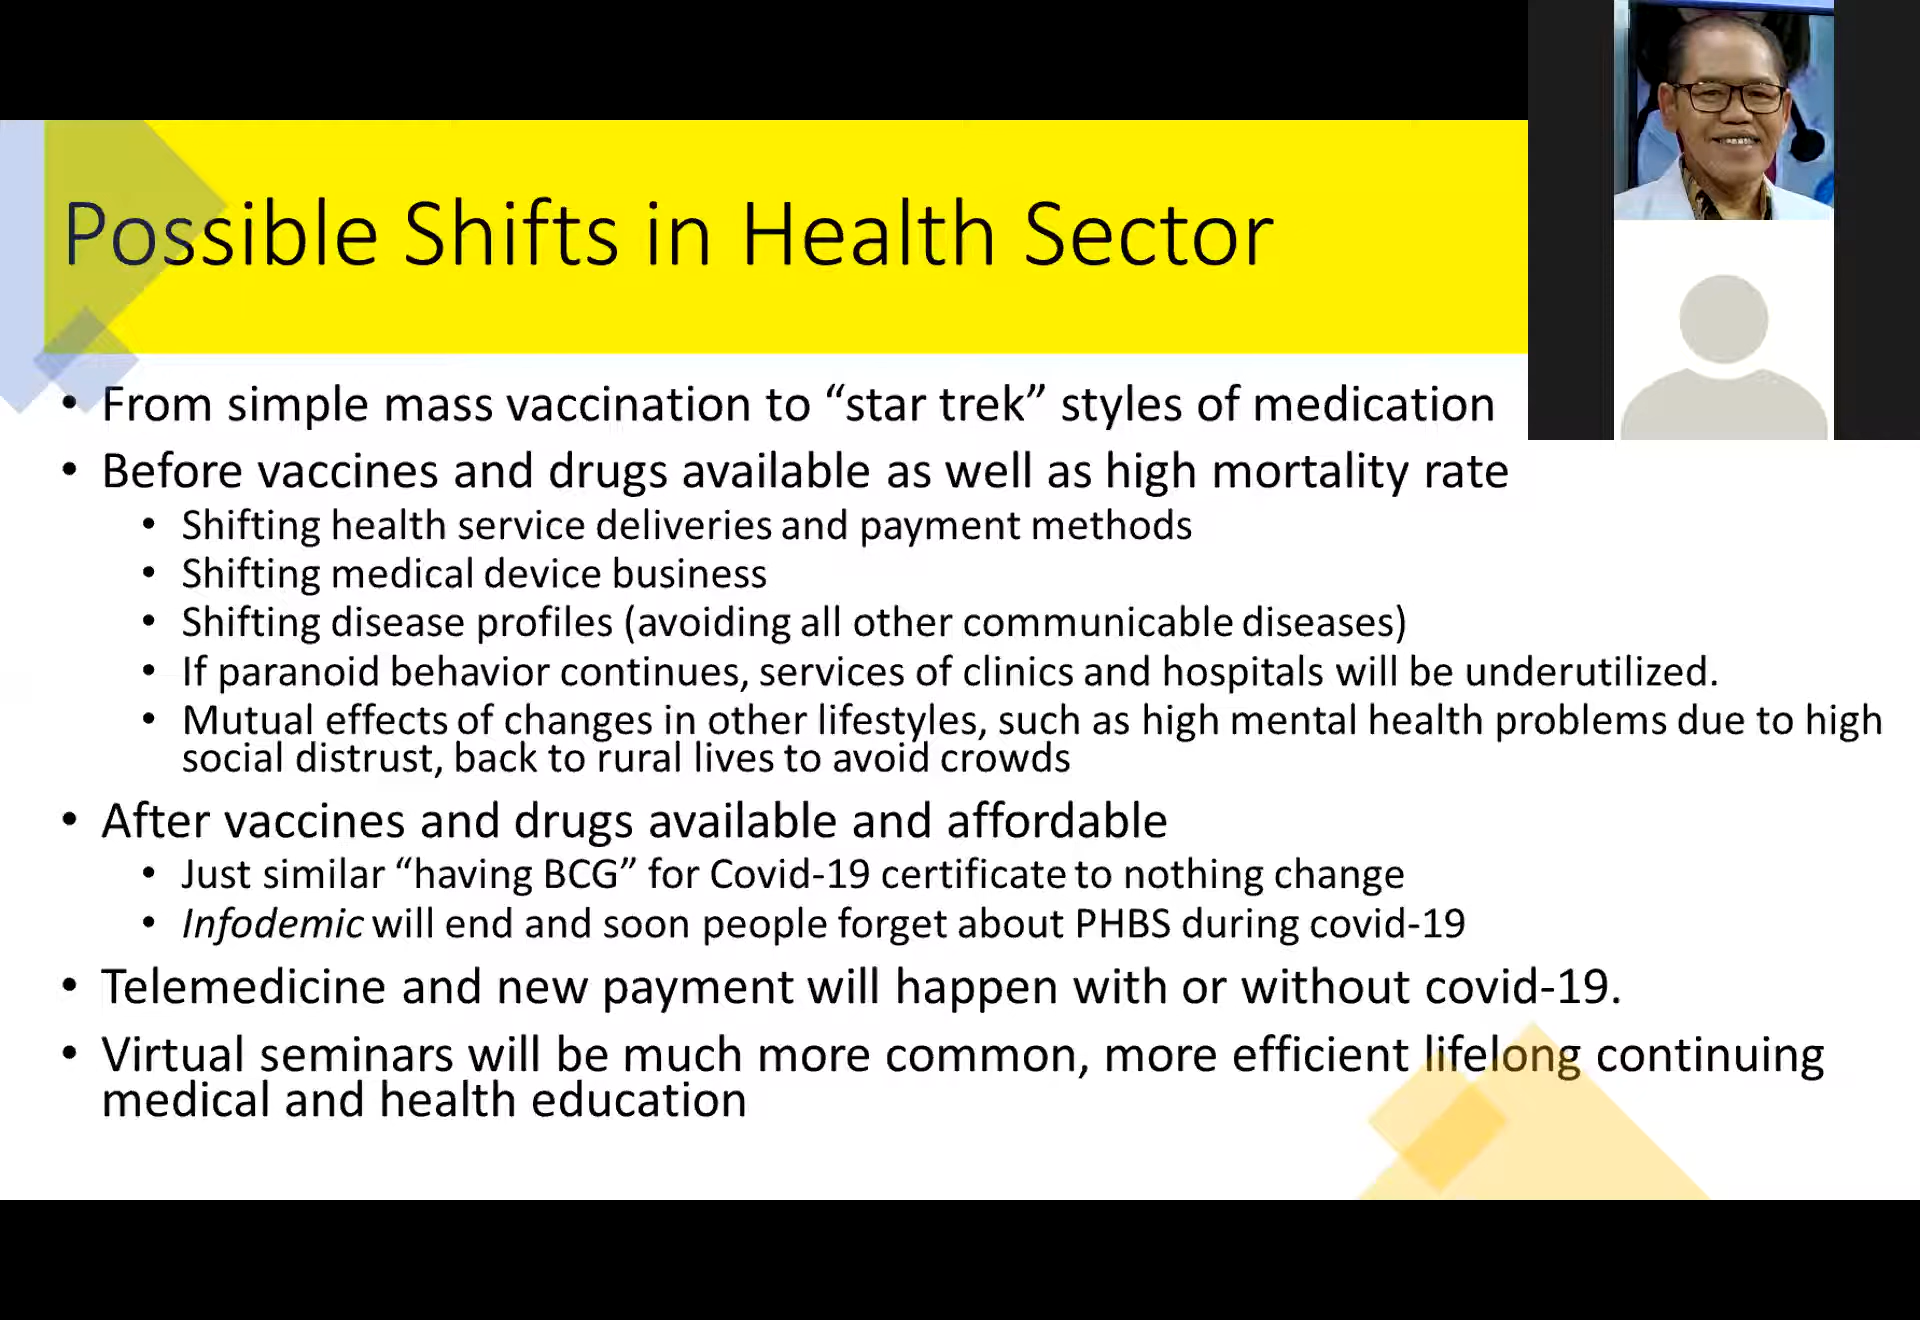 Possible Shifts in Health Sector
• From simple mass vaccination to “star trek” styles of medication
• Before vaccines and drugs available as well as high mortality rate
• Shifting health service deliveries and payment methods
• Shifting medical device business
• Shifting disease profiles (avoiding all other communicable diseases)
• If paranoid behavior continues, services of clinics and hospitals will be underutilized.
• Mutual effects of changes in other lifestyles, such as high mental health problems due to high
social distrust, back to rural lives to avoid crowds
• After vaccines and drugs available and affordable
• Just similar “having BCG” for Covid-19 certificate to nothing change
• Infodemic will end and soon people forget about PHBS during covid-19
• Telemedicine and new payment will happen with or without covid-19.
• Virtual seminars will be much more common, more efficient lifelong continuing
medical and health education